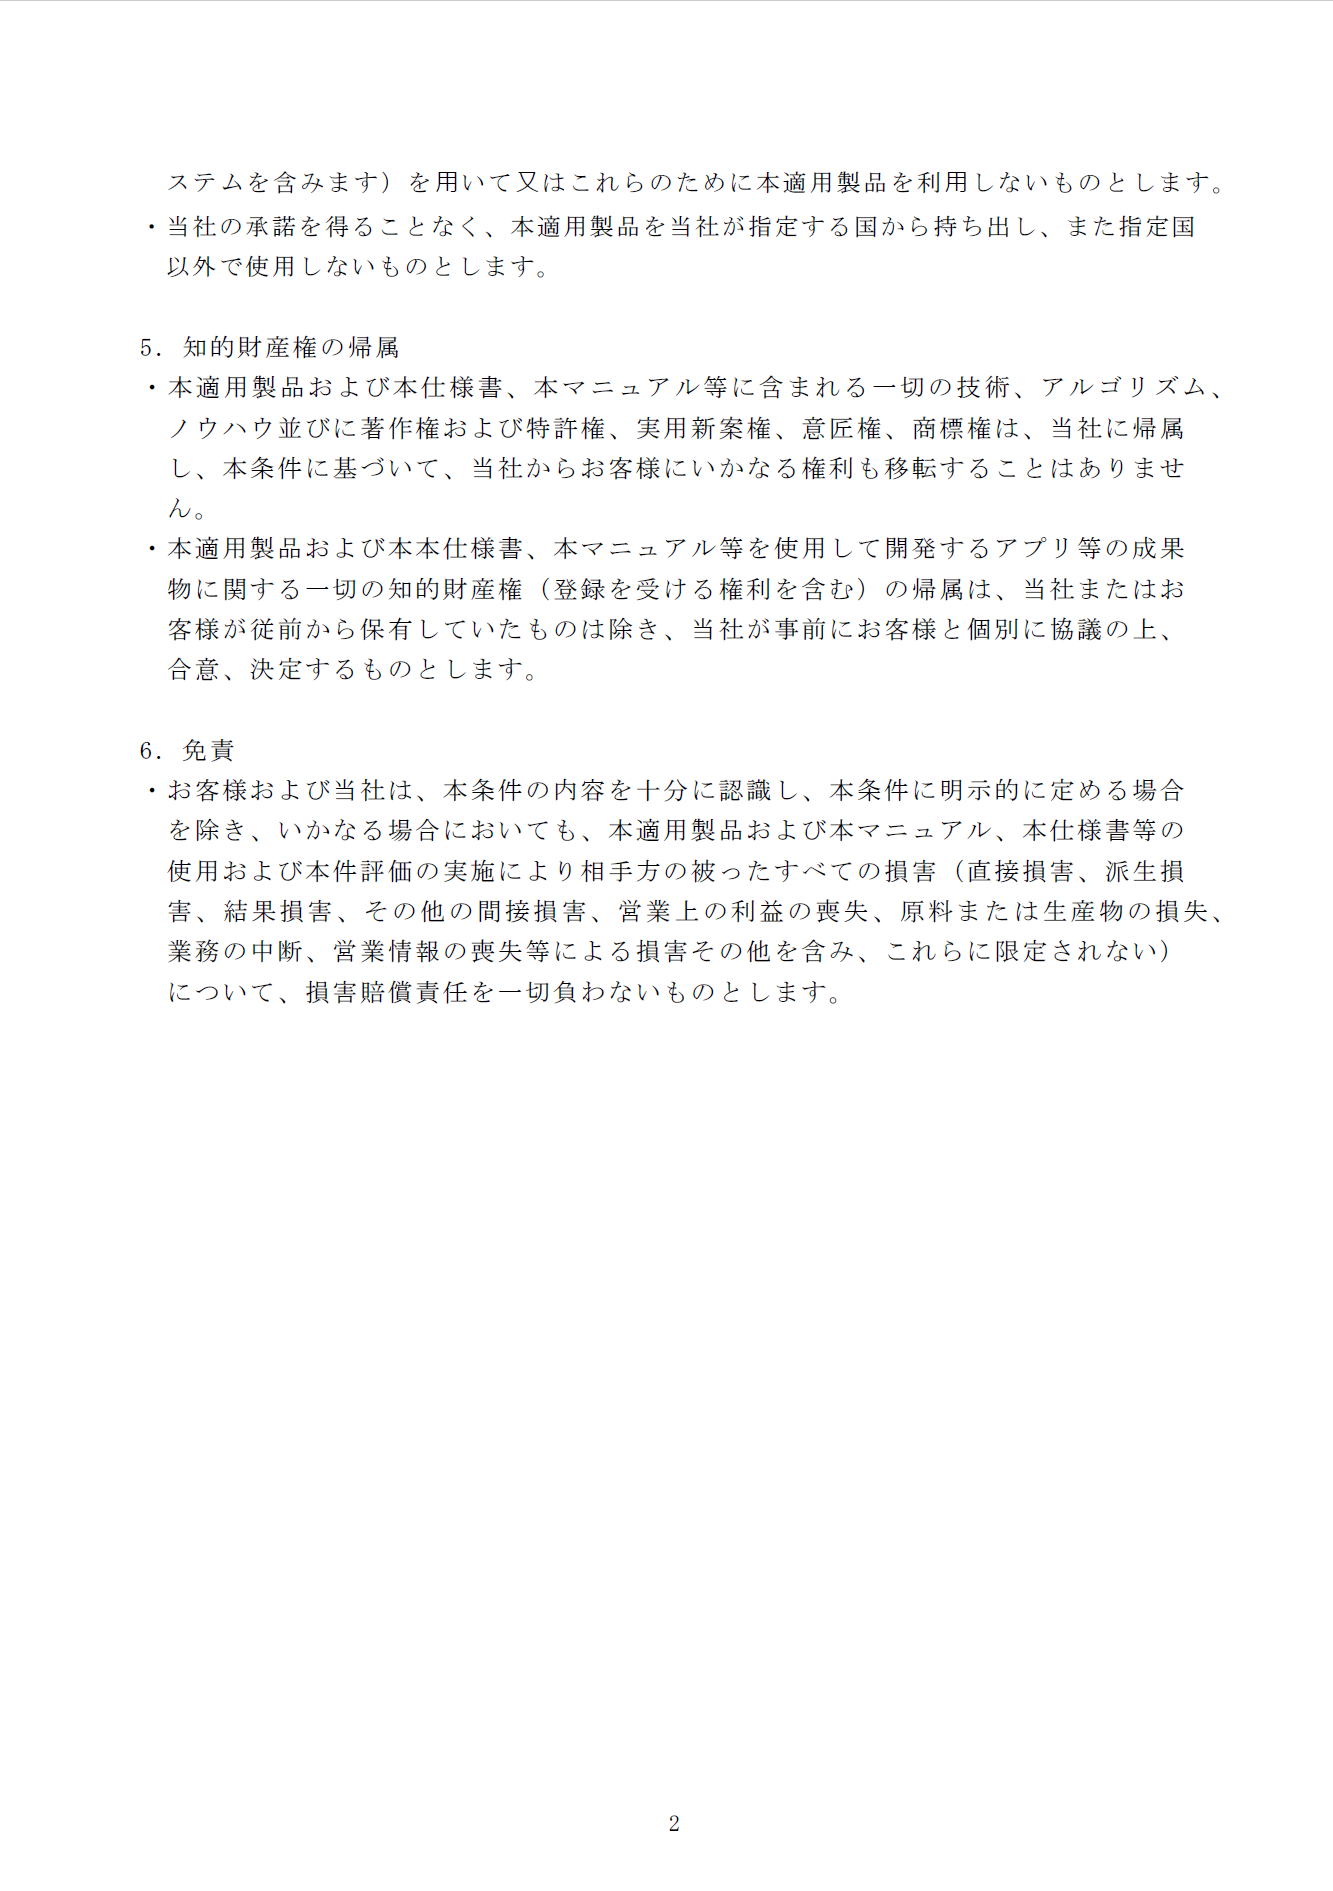 ステムを含みます）を用いて又はこれらのために本適用製品を利用しないものとします。
・当社の承諾を得ることなく、本適用製品を当社が指定する国から持ち出し、また指定国
以外で使用しないものとします。
5．知的財産権の帰属
・本適用製品および本仕様書、本マニュアル等に含まれる一切の技術、アルゴリズム、
ノウハウ並びに著作権および特許権、実用新案権、意匠権、商標権は、当社に帰属
し、本条件に基づいて、当社からお客様にいかなる権利も移転することはありませ
ん。
・本適用製品および本本仕様書、本マニュアル等を使用して開発するアプリ等の成果
物に関する一切の知的財産権（登録を受ける権利を含む）の帰属は、当社またはお
客様が従前から保有していたものは除き、当社が事前にお客様と個別に協議の上、
合意、決定するものとします。
6．免責
・お客様および当社は、本条件の内容を十分に認識し、本条件に明示的に定める場合
を除き、いかなる場合においても、本適用製品および本マニュアル、本仕様書等の
使用および本件評価の実施により相手方の被ったすべての損害（直接損害、派生損
害、結果損害、その他の間接損害、営業上の利益の喪失、原料または生産物の損失、
業務の中断、営業情報の喪失等による損害その他を含み、これらに限定されない）
について、損害賠償責任を一切負わないものとします。
2